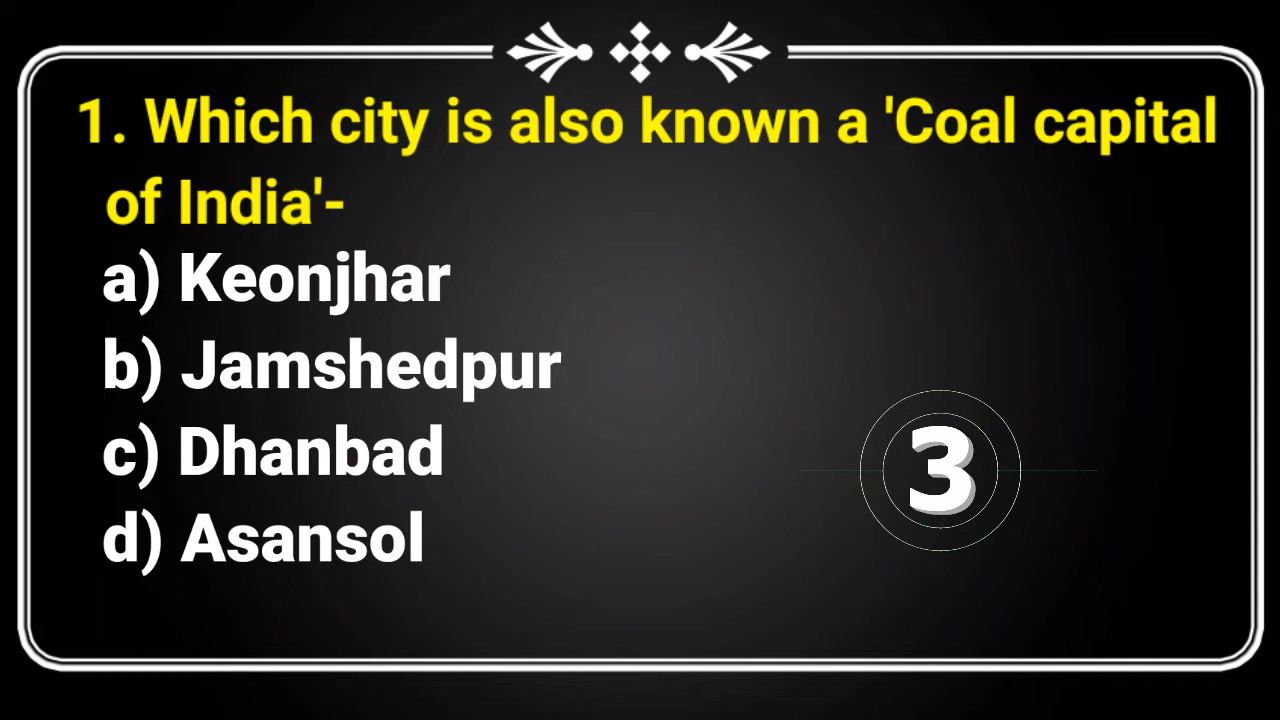 1. Which city is also known a 'Coal capital
of India'-
a) Keonjhar
b) Jamshedpur
c) Dhanbad
d) Asansol
3